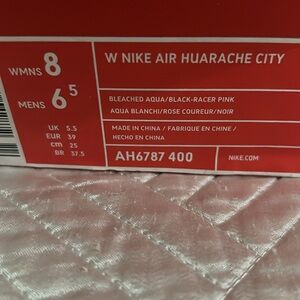 WMNS 8
MENS 6 5
UK 5.5
EUR 39
cm 25
BR 37.5
W NIKE AIR HUARACHE CITY
BLEACHED AQUA/BLACK-RACER PINK
AQUA BLANCHI/ROSE COUREUR/NOIR
MADE IN CHINA / FABRIQUE EN CHINE /
HECHO EN CHINA
AH6787 400
NIKE.COM